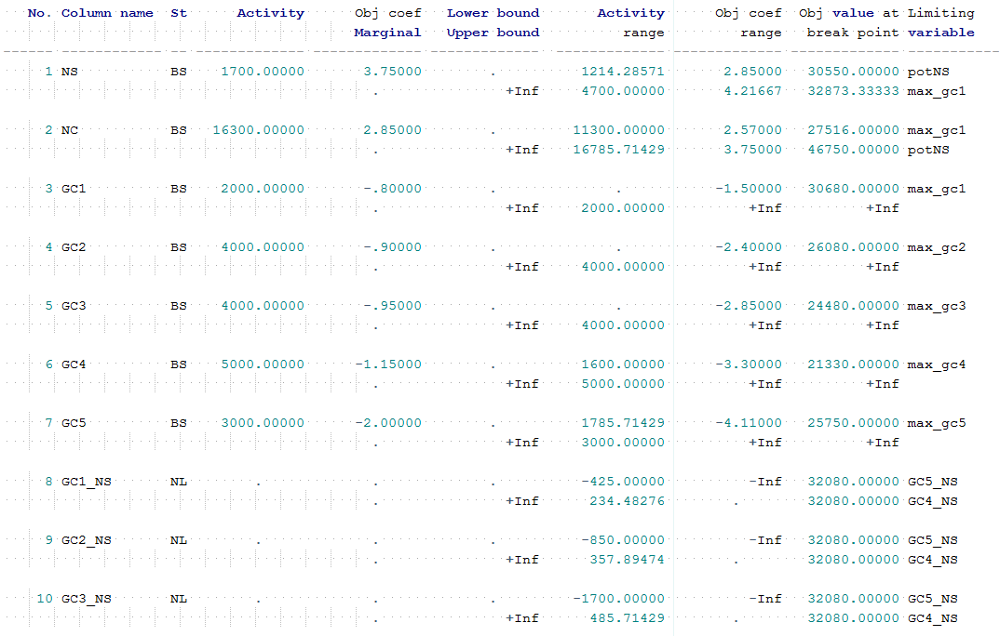 No. Column name St Activity Obj coef Lower bound Activity Obj coef Obj value at Limiting
Marginal Upper bound range range break point variable
1 NS BS 1700.00000 3.75000 . 1214.28571 2.85000 30550.00000 potNS
. +Inf 4700.00000 4.21667 32873.33333 max_gc1
2 NC BS 16300.00000 2.85000 . 11300.00000 2.57000 27516.00000 max_gc1
. +Inf 16785.71429 3.75000 46750.00000 potNS
3 GC1 BS 2000.00000 -.80000 . . -1.50000 30680.00000 max_gc1
. +Inf 2000.00000 +Inf +Inf
4 GC2 BS 4000.00000 -.90000 . . -2.40000 26080.00000 max_gc2
. +Inf 4000.00000 +Inf +Inf
5 GC3 BS 4000.00000 -.95000 . . -2.85000 24480.00000 max_gc3
. +Inf 4000.00000 +Inf +Inf
6 GC4 BS 5000.00000 -1.15000 . 1600.00000 -3.30000 21330.00000 max_gc4
. +Inf 5000.00000 +Inf +Inf
7 GC5 BS 3000.00000 -2.00000 . 1785.71429 -4.11000 25750.00000 max_gc5
. +Inf 3000.00000 +Inf +Inf
8 GC1_NS NL . . . -425.00000 -Inf 32080.00000 GC5_NS
. +Inf 234.48276 . 32080.00000 GC4_NS
9 GC2_NS NL . . . -850.00000 -Inf 32080.00000 GC5_NS
. +Inf 357.89474 . 32080.00000 GC4_NS
10 GC3_NS NL . . . -1700.00000 -Inf 32080.00000 GC5_NS
. +Inf 485.71429 . 32080.00000 GC4_NS